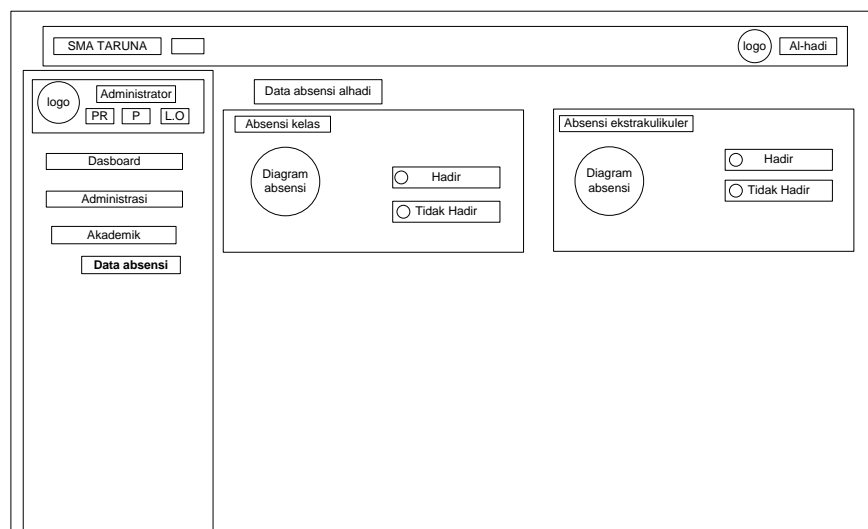 SMA TARUNA
logo
Al-hadi
logo
Administrator
PR P L.O
Dasboard
Administrasi
Akademik
Data absensi
Data absensi alhadi
Absensi kelas
Diagram
absensi
Hadir
Tidak Hadir
Absensi ekstrakulikuler
Diagram
absensi
Hadir
Tidak Hadir